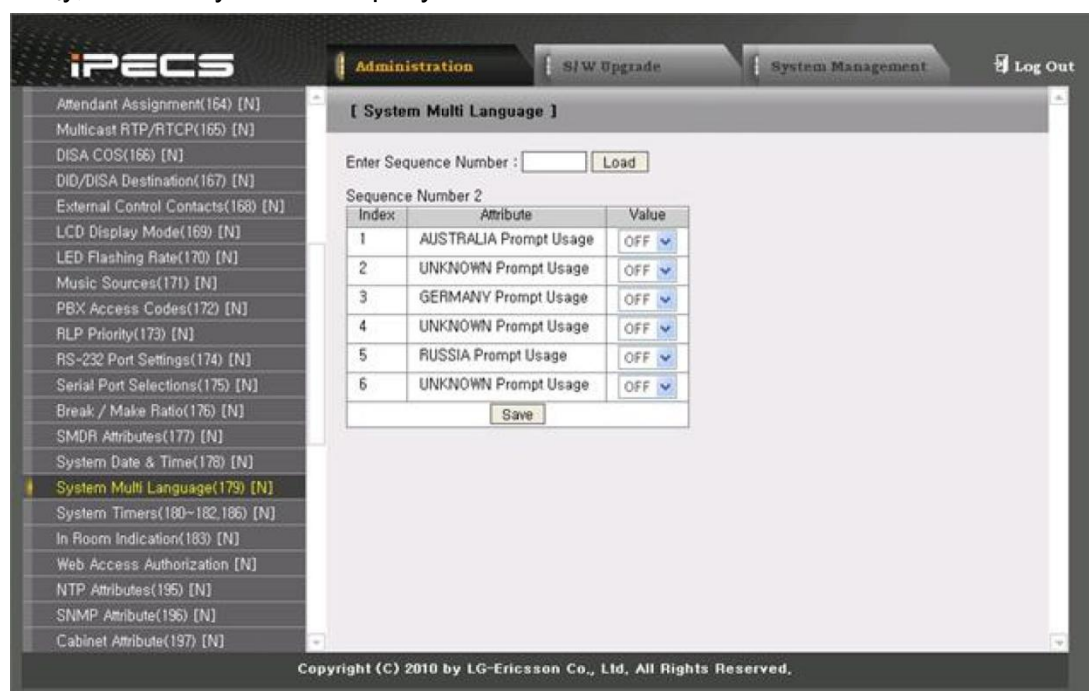 iPECS
Administration
S/W Upgrade
System Management
Log Out
Attendant Assignment(164) [N]
Multicast RTP/RTCP(165) [N]
DISA COS(166) [N]
DID/DISA Destination(167) [N]
External Control Contacts(168) [N]
LCD Display Mode(169) [N]
LED Flashing Rate(170) [N]
Music Sources(171) [N]
PBX Access Codes(172) [N]
RLP Priority(173) [N]
RS-232 Port Settings(174) [N]
Serial Port Selections(175) [N]
Break / Make Ratio(176) [N]
SMDR Attributes(177) [N]
System Date & Time(178) [N]
System Multi Language(179) [N]
System Timers(180~182,186) [N]
In Room Indication(183) [N]
Web Access Authorization [N]
NTP Attributes(195) [N]
SNMP Attribute(196) [N]
Cabinet Attribute(197) [N]
[ System Multi Language ]
Enter Sequence Number : Load
Sequence Number 2
Index Attribute Value
1 AUSTRALIA Prompt Usage OFF
2 UNKNOWN Prompt Usage OFF
3 GERMANY Prompt Usage OFF
4 UNKNOWN Prompt Usage OFF
5 RUSSIA Prompt Usage OFF
6 UNKNOWN Prompt Usage OFF
Save
Copyright (C) 2010 by LG-Ericsson Co., Ltd, All Rights Reserved,